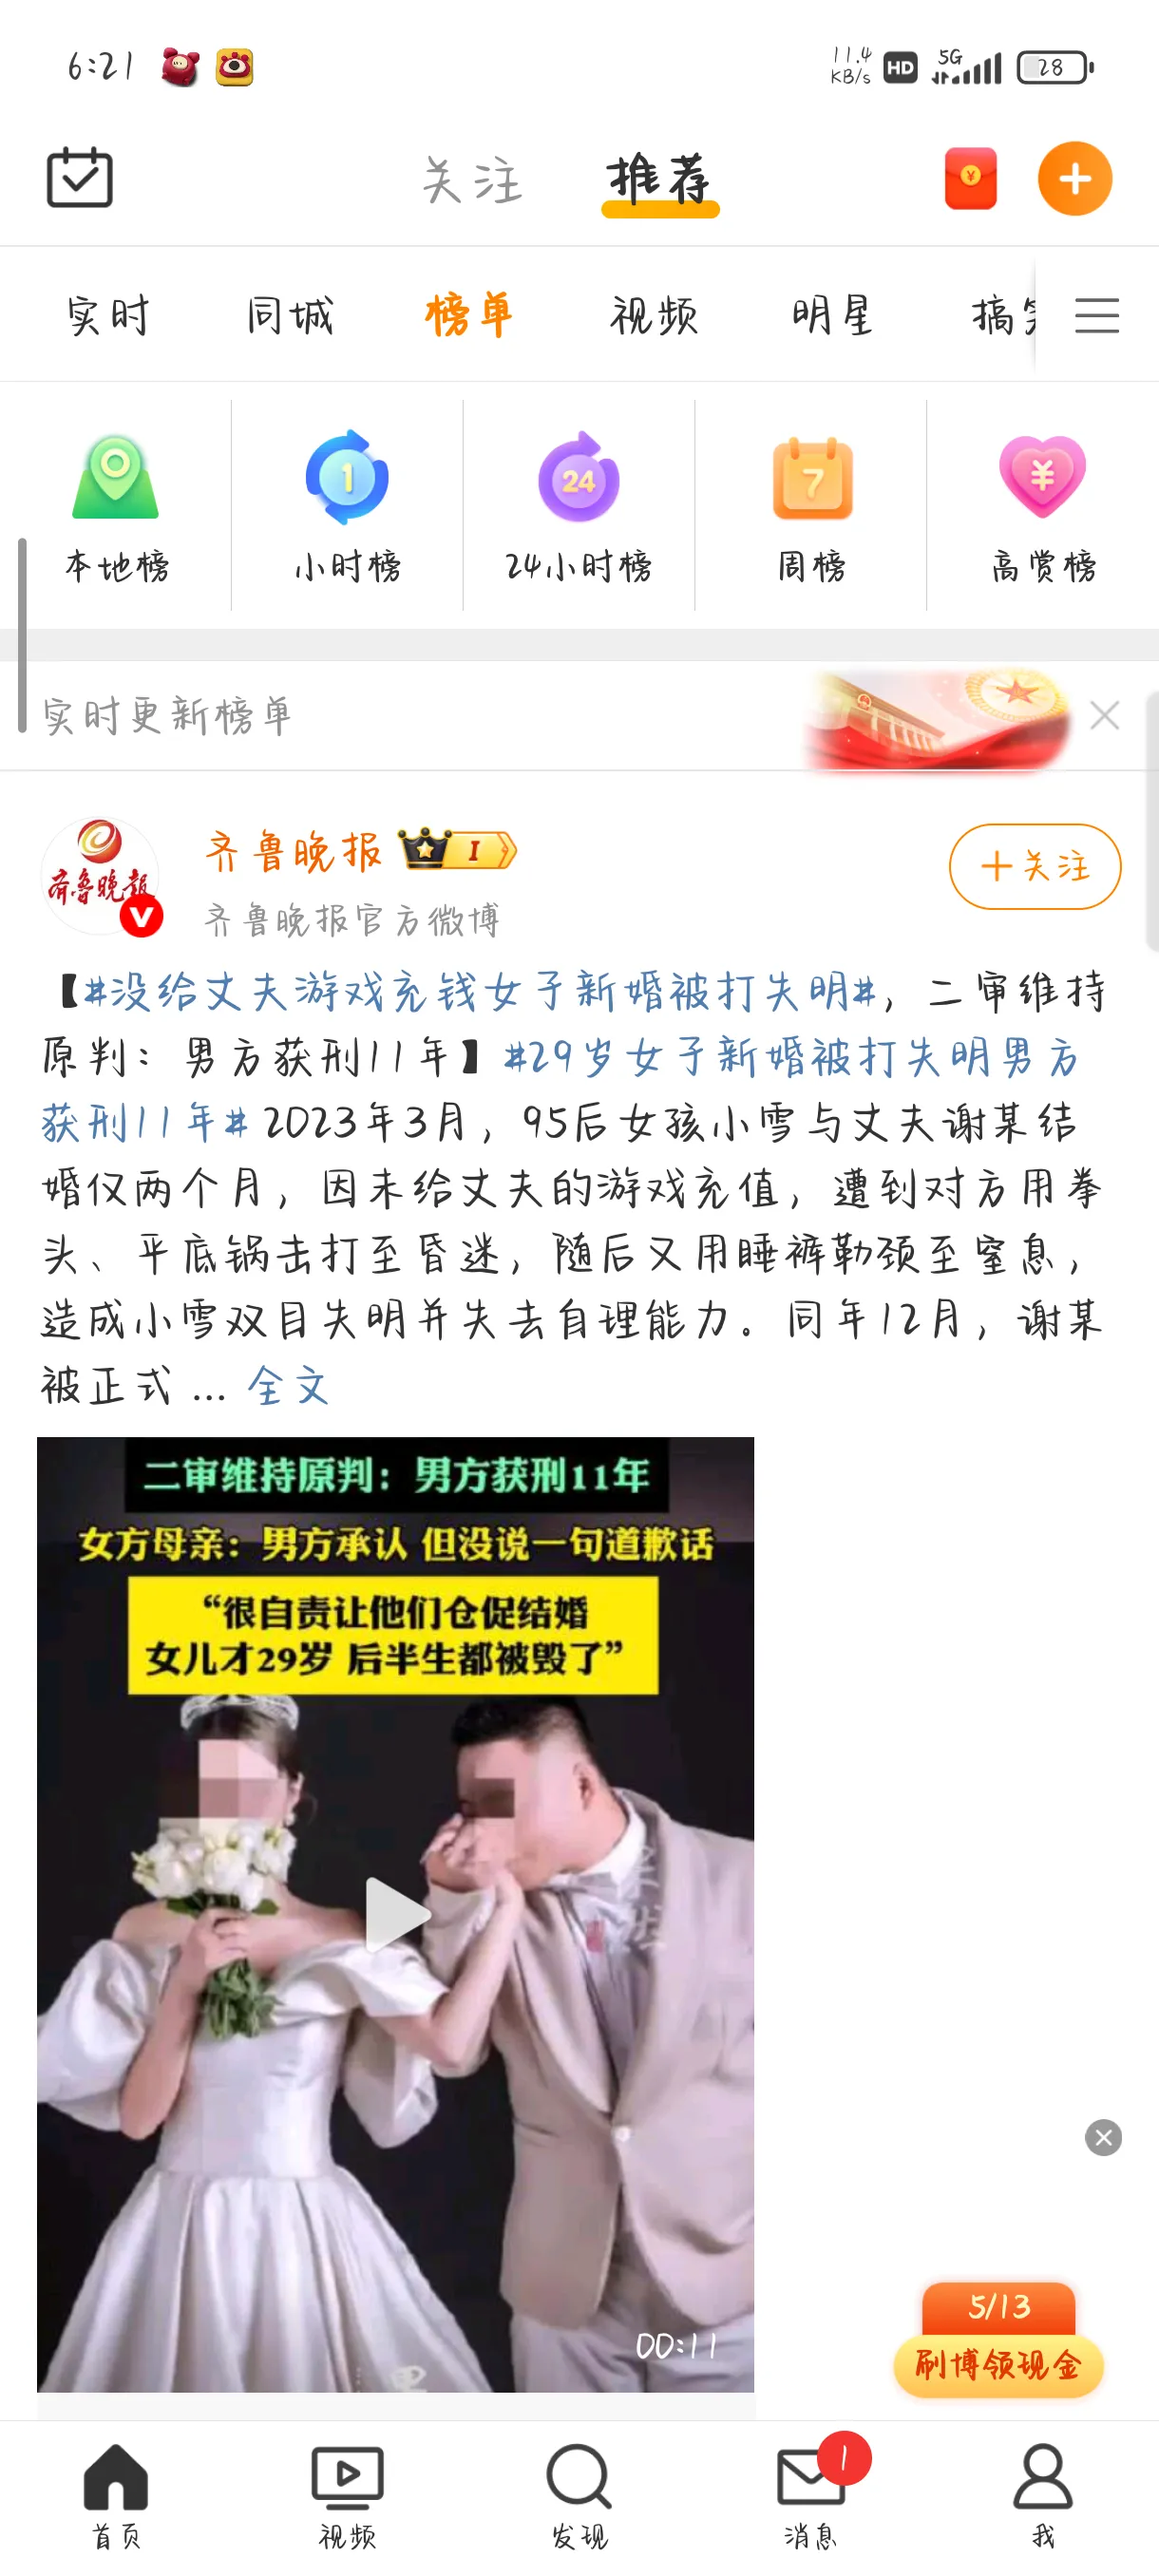 6:21
11.4
KB/s
HD
5G
28
关注
推荐
实时
同城
榜单
视频
明星
搞笑
1
24
7
本地榜
小时榜
24小时榜
周榜
高赏榜
实时更新榜单
齐鲁晚报
I
+关注
齐鲁晚报
V
齐鲁晚报官方微博
【#没给丈夫游戏充钱女子新婚被打失明#，二审维持
原判：男方获刑11年】#29岁女子新婚被打失明男方
获刑11年# 2023年3月，95后女孩小雪与丈夫谢某结
婚仅两个月，因未给丈夫的游戏充值，遭到对方用拳
头、平底锅击打至昏迷，随后又用睡裤勒颈至窒息，
造成小雪双目失明并失去自理能力。同年12月，谢某
被正式 ... 全文
二审维持原判：男方获刑11年
女方母亲：男方承认 但没说一句道歉话
“很自责让他们仓促结婚
女儿才29岁 后半生都被毁了”
00:11
5/13
刷博领现金
1
首页
视频
发现
消息
我